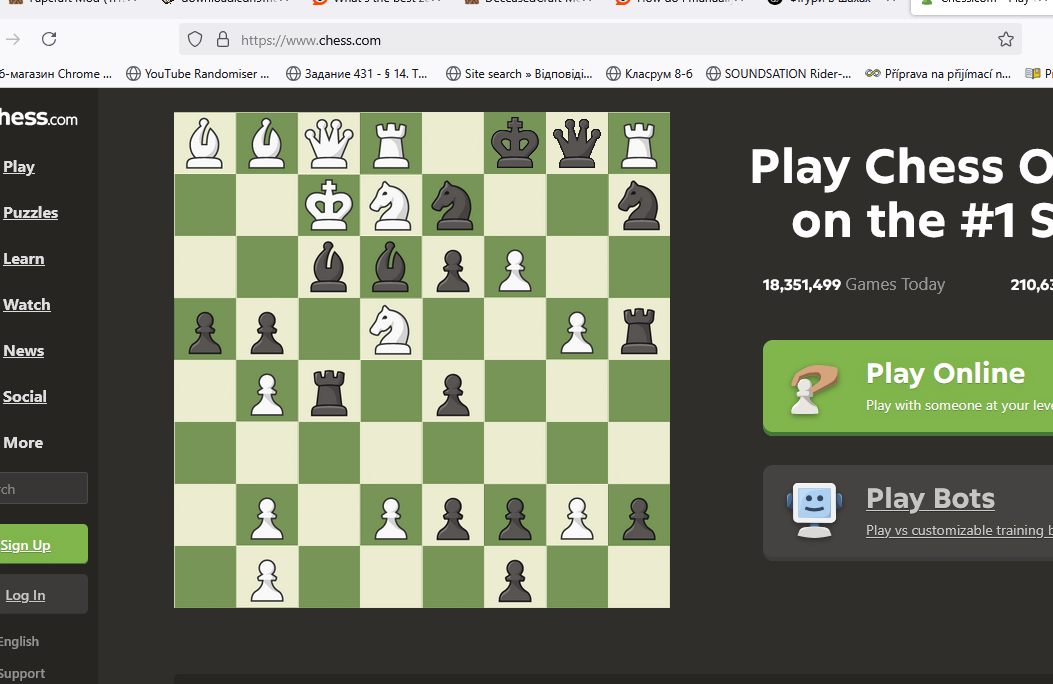 https://www.chess.com
б-магазин Chrome ...
YouTube Randomiser ...
Задание 431 - § 14. Т...
Site search » Відповіді...
Класрум 8-б
SOUNDSATION Rider-...
Příprava na přijímací n...
hess.com
Play
Puzzles
Learn
Watch
News
Social
More
rch
Sign Up
Log In
English
Support
Play Chess O
on the #1 S
18,351,499 Games Today
210,63
Play Online
Play with someone at your leve
Play Bots
Play vs customizable training b